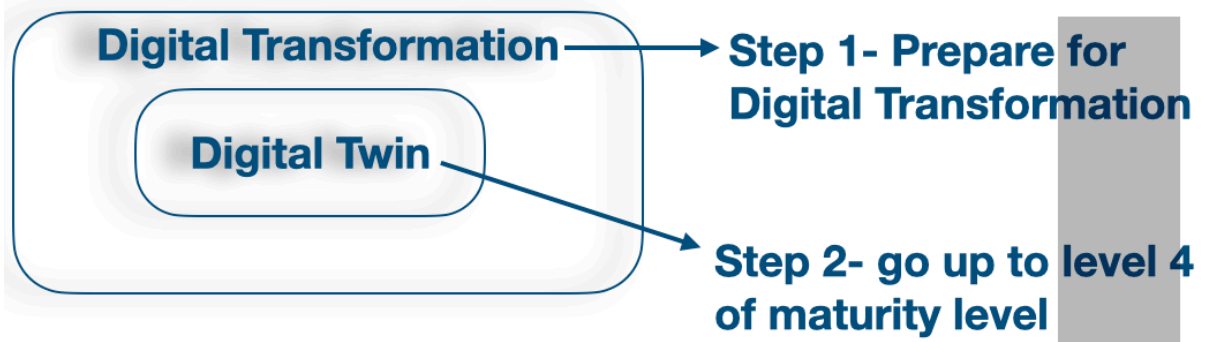 Digital Transformation
Step 1- Prepare for
Digital Transformation
Digital Twin
Step 2- go up to level 4
of maturity level